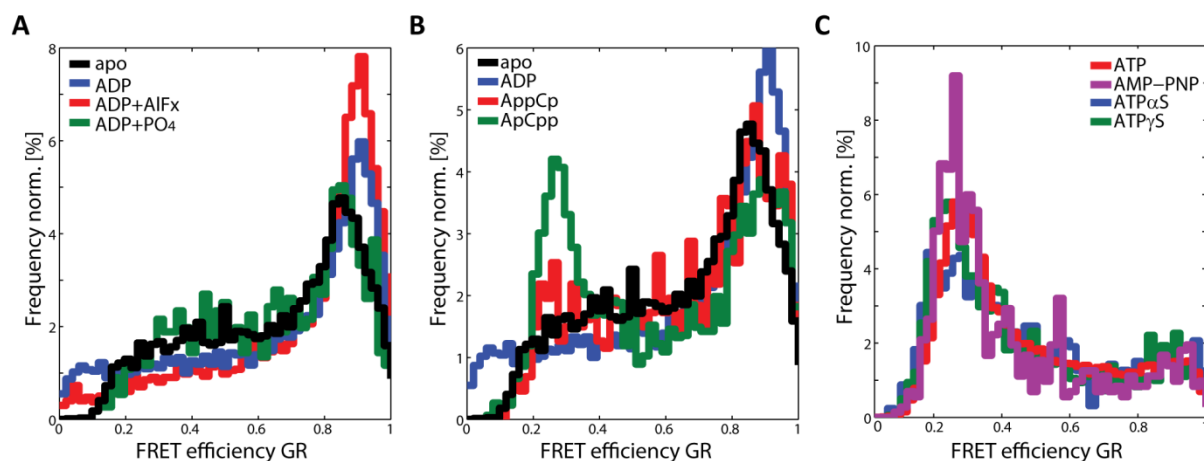 A
Frequency norm. [%]
8
6
4
2
0
apo
ADP
ADP+AlFx
ADP+PO4
0 0.2 0.4 0.6 0.8 1
FRET efficiency GR
B
Frequency norm. [%]
6
5
4
3
2
1
0
apo
ADP
AppCp
ApCpp
0 0.2 0.4 0.6 0.8 1
FRET efficiency GR
C
Frequency norm. [%]
10
8
6
4
2
0
ATP
AMP-PNP
ATPαS
ATPγS
0 0.2 0.4 0.6 0.8 1
FRET efficiency GR